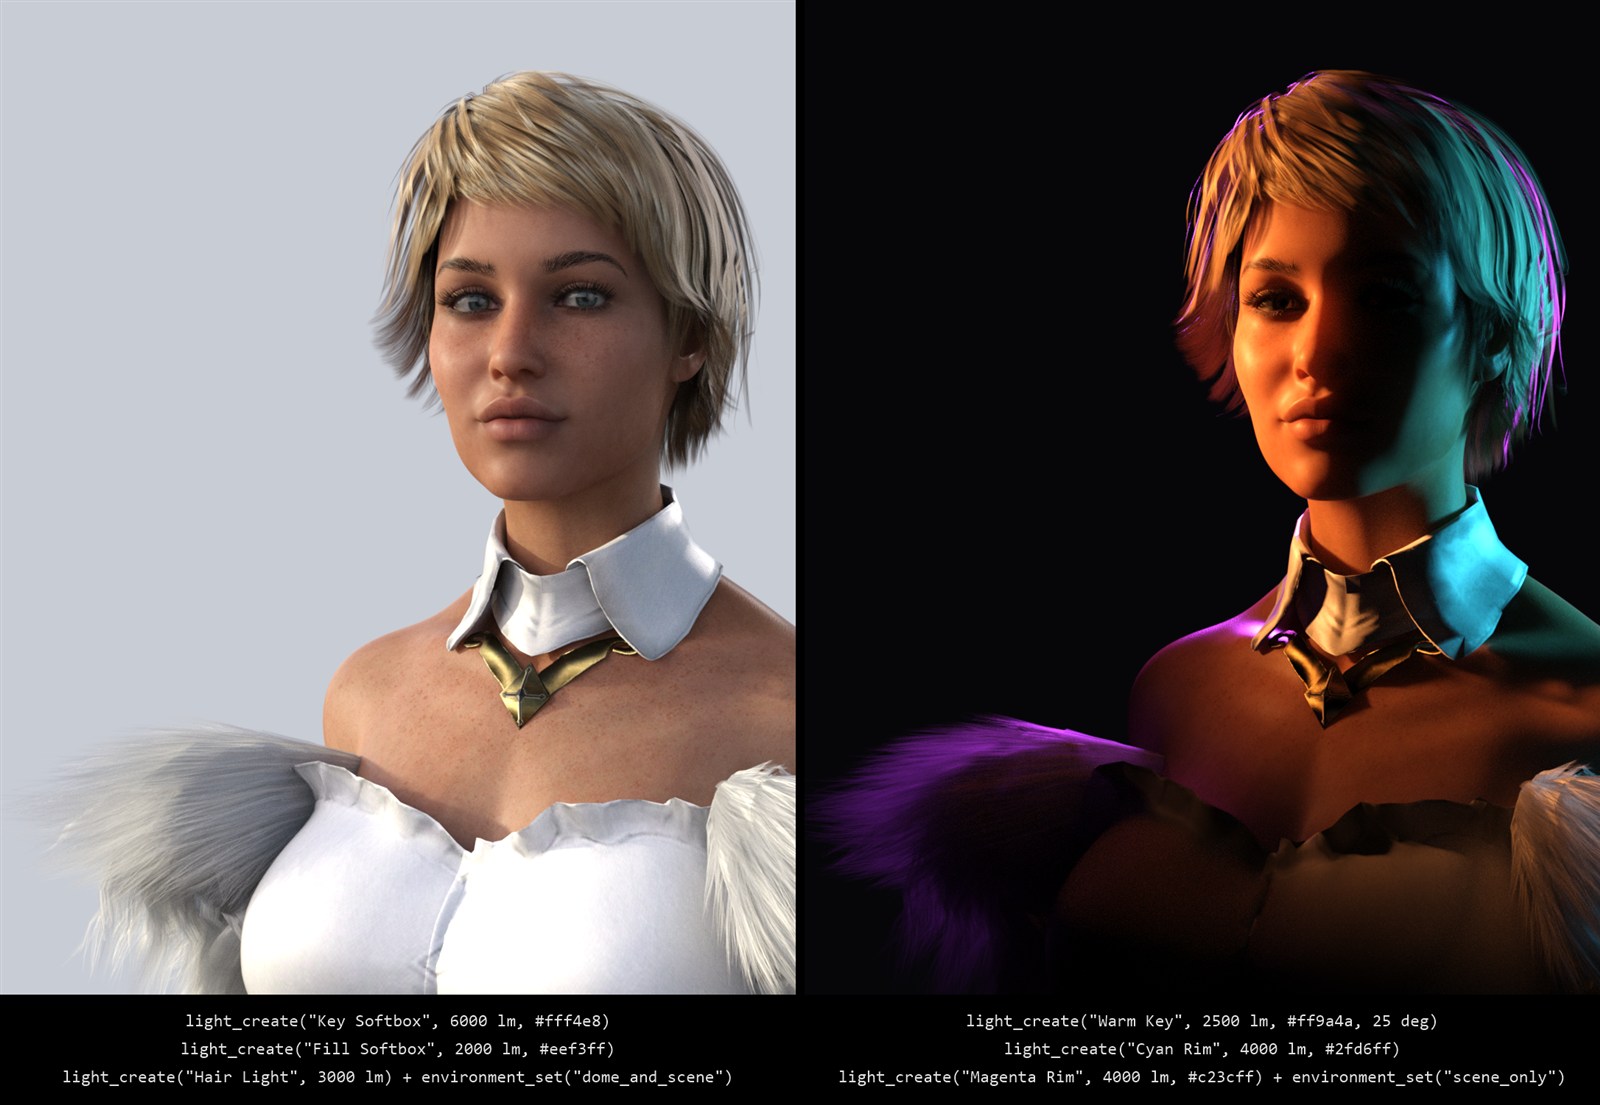 light_create("Key Softbox", 6000 lm, #fff4e8)
light_create("Fill Softbox", 2000 lm, #eef3ff)
light_create("Hair Light", 3000 lm) + environment_set("dome_and_scene")
light_create("Warm Key", 2500 lm, #ff9a4a, 25 deg)
light_create("Cyan Rim", 4000 lm, #2fd6ff)
light_create("Magenta Rim", 4000 lm, #c23cff) + environment_set("scene_only")